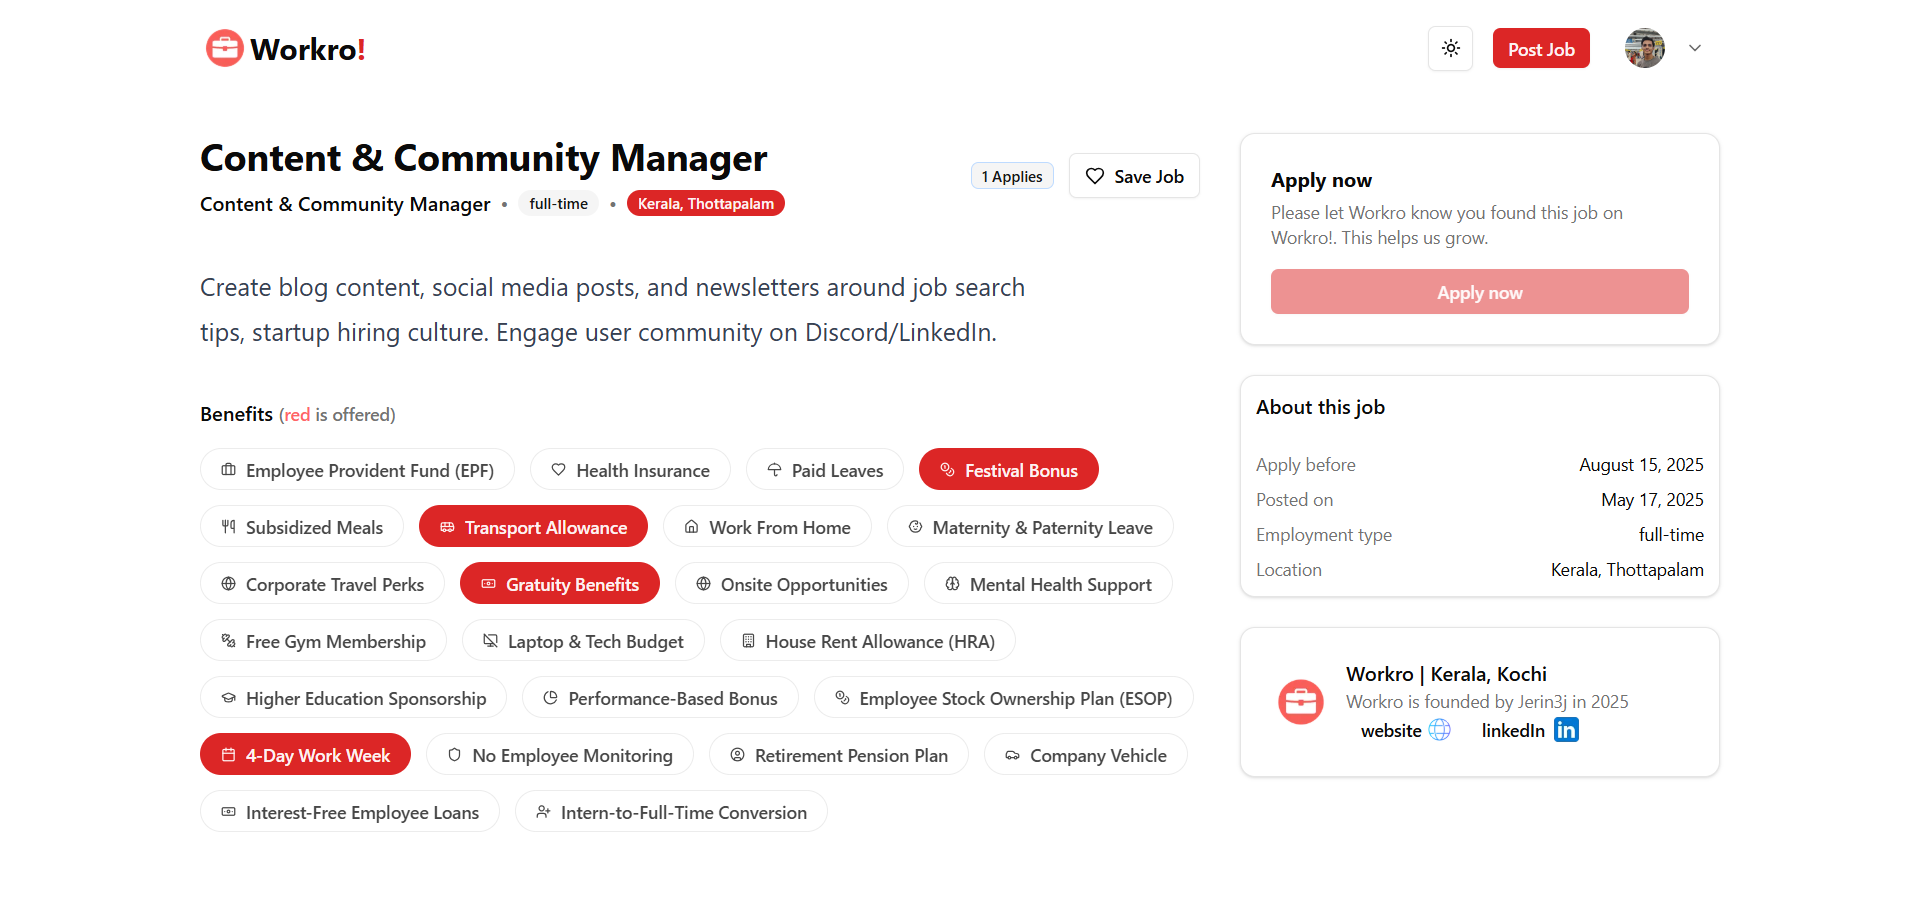 Workro!
Post Job
Content & Community Manager
1 Applies
Save Job
Content & Community Manager • full-time • Kerala, Thottapalam
Create blog content, social media posts, and newsletters around job search
tips, startup hiring culture. Engage user community on Discord/LinkedIn.
Benefits (red is offered)
Employee Provident Fund (EPF)
Health Insurance
Paid Leaves
Festival Bonus
Subsidized Meals
Transport Allowance
Work From Home
Maternity & Paternity Leave
Corporate Travel Perks
Gratuity Benefits
Onsite Opportunities
Mental Health Support
Free Gym Membership
Laptop & Tech Budget
House Rent Allowance (HRA)
Higher Education Sponsorship
Performance-Based Bonus
Employee Stock Ownership Plan (ESOP)
4-Day Work Week
No Employee Monitoring
Retirement Pension Plan
Company Vehicle
Interest-Free Employee Loans
Intern-to-Full-Time Conversion
Apply now
Please let Workro know you found this job on
Workro!. This helps us grow.
Apply now
About this job
Apply before August 15, 2025
Posted on May 17, 2025
Employment type full-time
Location Kerala, Thottapalam
Workro | Kerala, Kochi
Workro is founded by Jerin3j in 2025
website linkedIn in